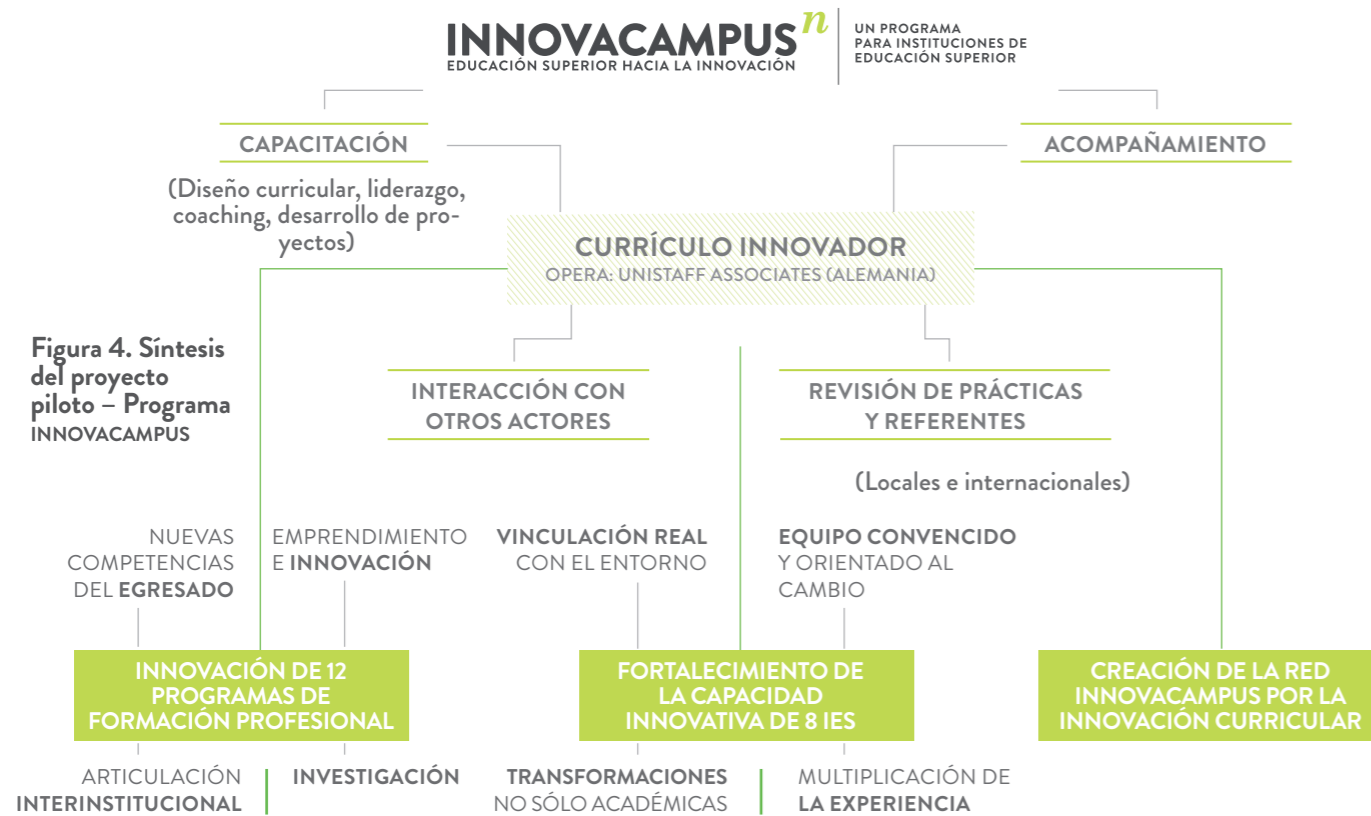 INNOVACAMPUS n
EDUCACIÓN SUPERIOR HACIA LA INNOVACIÓN
UN PROGRAMA
PARA INSTITUCIONES DE
EDUCACIÓN SUPERIOR
CAPACITACIÓN
(Diseño curricular, liderazgo,
coaching, desarrollo de pro-
yectos)
ACOMPAÑAMIENTO
CURRÍCULO INNOVADOR
OPERA: UNISTAFF ASSOCIATES (ALEMANIA)
Figura 4. Síntesis
del proyecto
piloto – Programa
INNOVACAMPUS
INTERACCIÓN CON
OTROS ACTORES
REVISIÓN DE PRÁCTICAS
Y REFERENTES
(Locales e internacionales)
NUEVAS
COMPETENCIAS
DEL EGRESADO
EMPRENDIMIENTO
E INNOVACIÓN
VINCULACIÓN REAL
CON EL ENTORNO
EQUIPO CONVENCIDO
Y ORIENTADO AL
CAMBIO
INNOVACIÓN DE 12
PROGRAMAS DE
FORMACIÓN PROFESIONAL
FORTALECIMIENTO DE
LA CAPACIDAD
INNOVATIVA DE 8 IES
CREACIÓN DE LA RED
INNOVACAMPUS POR LA
INNOVACIÓN CURRICULAR
ARTICULACIÓN
INTERINSTITUCIONAL
INVESTIGACIÓN
TRANSFORMACIONES
NO SÓLO ACADÉMICAS
MULTIPLICACIÓN DE
LA EXPERIENCIA